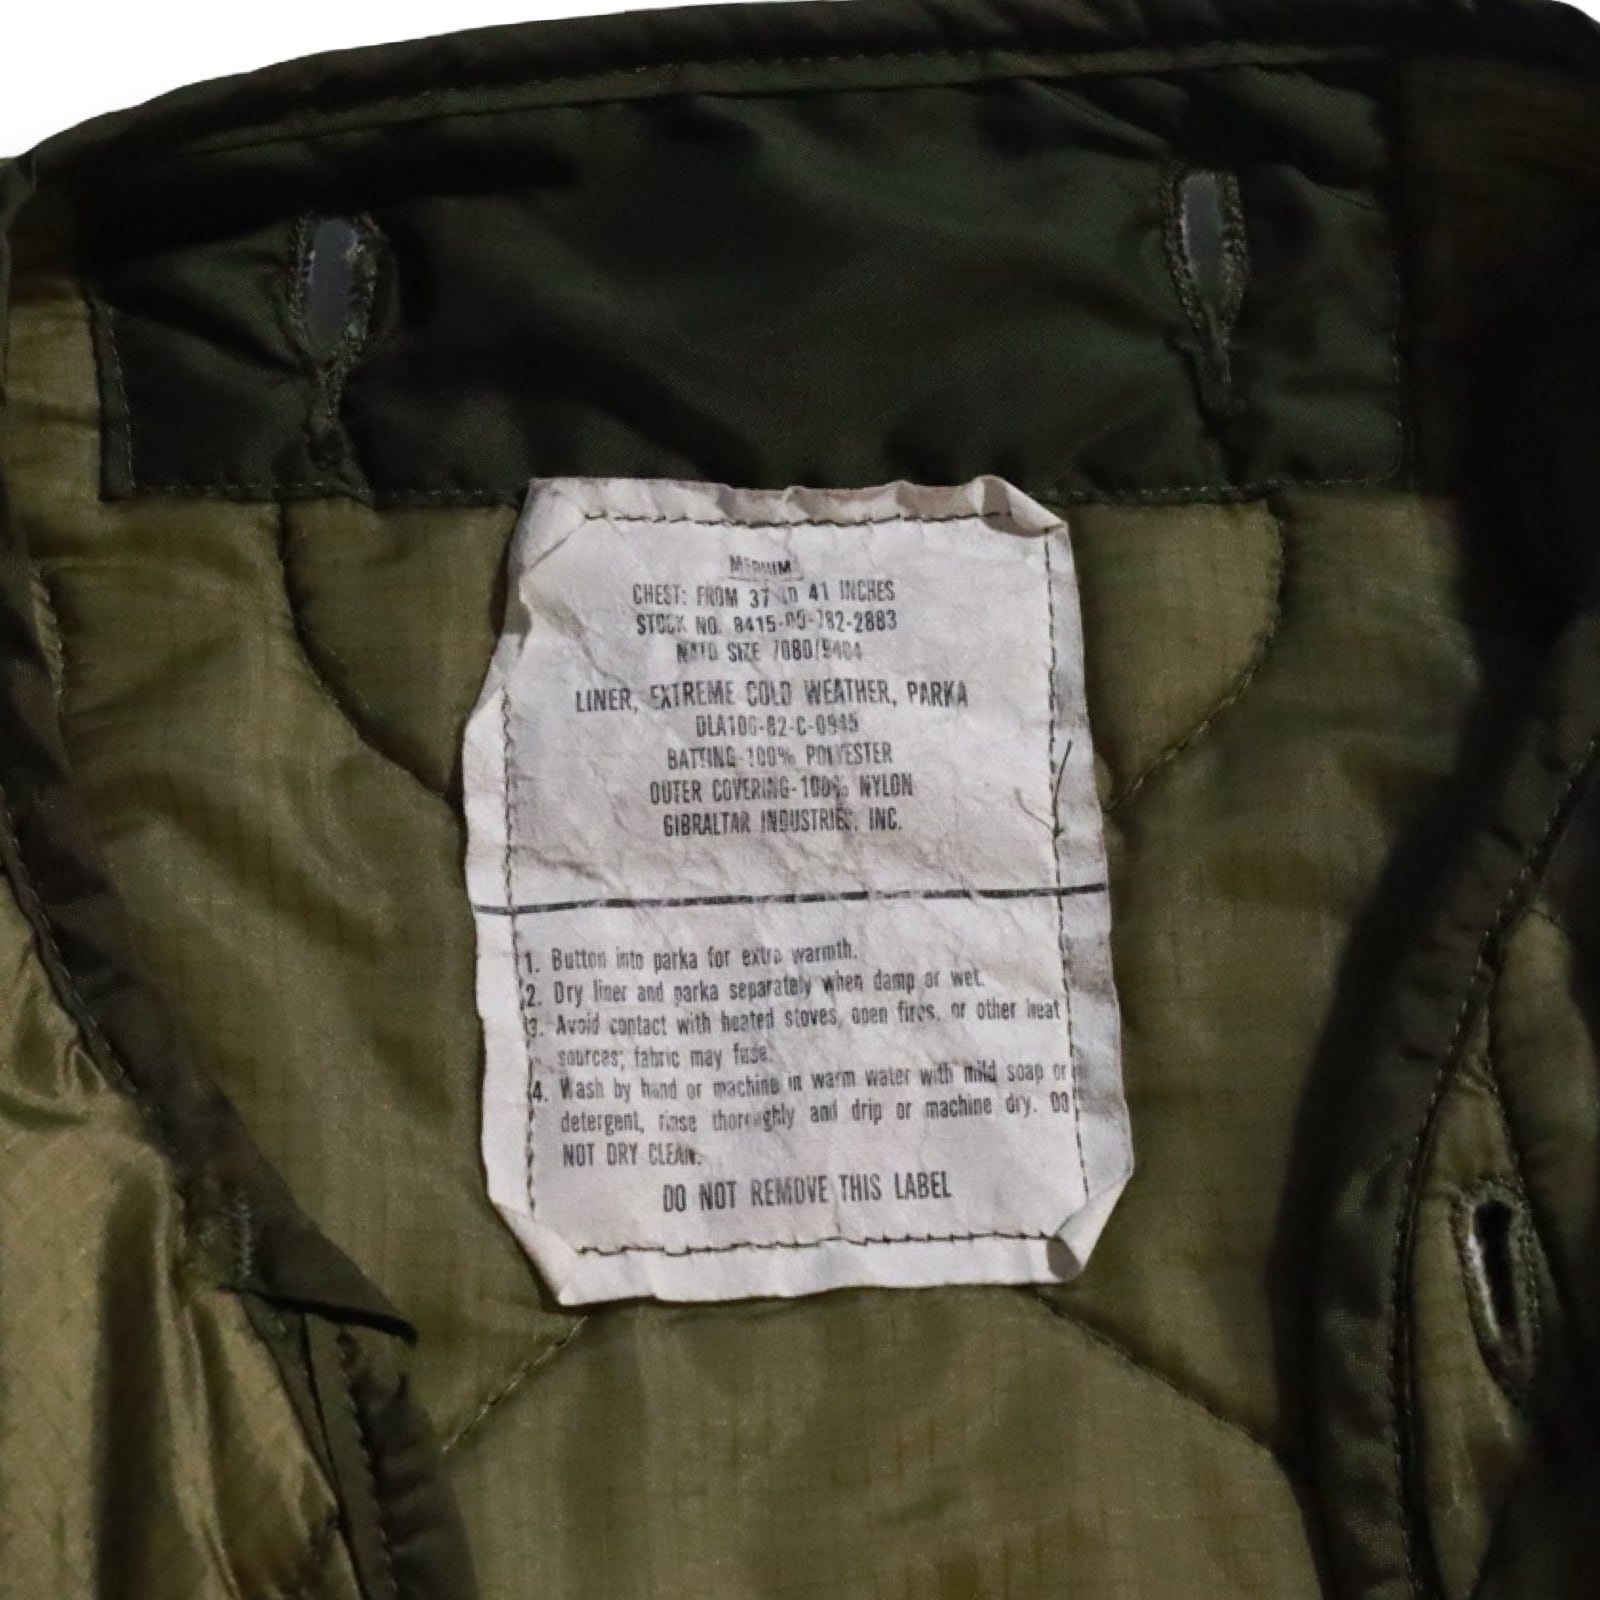 MEDIUM
CHEST: FROM 37 TO 41 INCHES
STOCK NO. 8415-00-782-2883
NATO SIZE 7080/9404
LINER, EXTREME COLD WEATHER, PARKA
DLA100-82-C-0945
BATTING-100% POLYESTER
OUTER COVERING-100% NYLON
GIBRALTAR INDUSTRIES, INC.
1. Button into parka for extra warmth.
2. Dry liner and parka separately when damp or wet.
3. Avoid contact with heated stoves, open fires, or other heat
sources; fabric may fuse.
4. Wash by hand or machine in warm water with mild soap or
detergent, rinse thoroughly and drip or machine dry. DO
NOT DRY CLEAN.
DO NOT REMOVE THIS LABEL